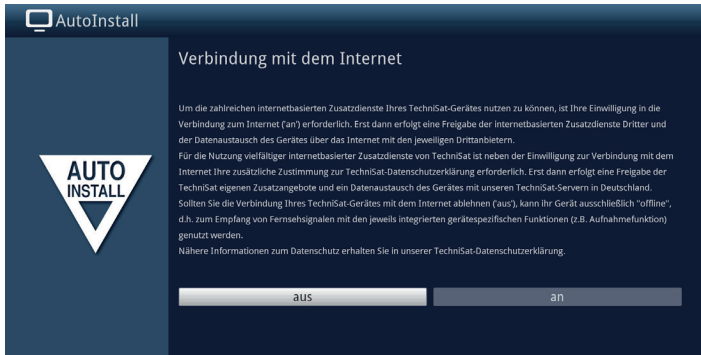 AutoInstall
Verbindung mit dem Internet
Um die zahlreichen internetbasierten Zusatzdienste Ihres TechniSat-Gerätes nutzen zu können, ist Ihre Einwilligung in die
Verbindung zum Internet ('an') erforderlich. Erst dann erfolgt eine Freigabe der internetbasierten Zusatzdienste Dritter und
der Datenaustausch des Gerätes über das Internet mit den jeweiligen Drittanbietern.
Für die Nutzung vielfältiger internetbasierter Zusatzdienste von TechniSat ist neben der Einwilligung zur Verbindung mit dem
Internet Ihre zusätzliche Zustimmung zur TechniSat-Datenschutzerklärung erforderlich. Erst dann erfolgt eine Freigabe der
TechniSat eigenen Zusatzangebote und ein Datenaustausch des Gerätes mit unseren TechniSat-Servern in Deutschland.
Sollten Sie die Verbindung Ihres TechniSat-Gerätes mit dem Internet ablehnen ('aus'), kann ihr Gerät ausschließlich "offline",
d.h. zum Empfang von Fernsehsignalen mit den jeweils integrierten gerätespezifischen Funktionen (z.B. Aufnahmefunktion)
genutzt werden.
Nähere Informationen zum Datenschutz erhalten Sie in unserer TechniSat-Datenschutzerklärung.
AUTO
INSTALL
aus
an